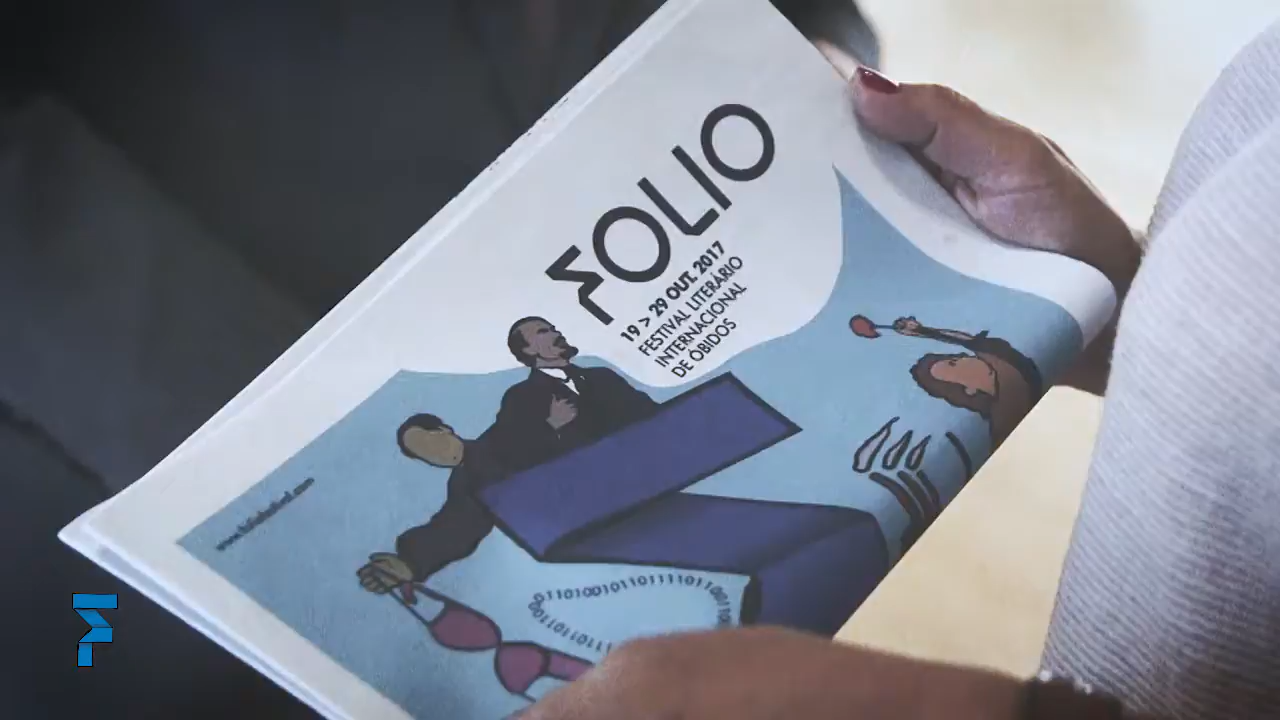 FOLIO
19 > 29 OUT. 2017
FESTIVAL LITERÁRIO
INTERNACIONAL
DE ÓBIDOS